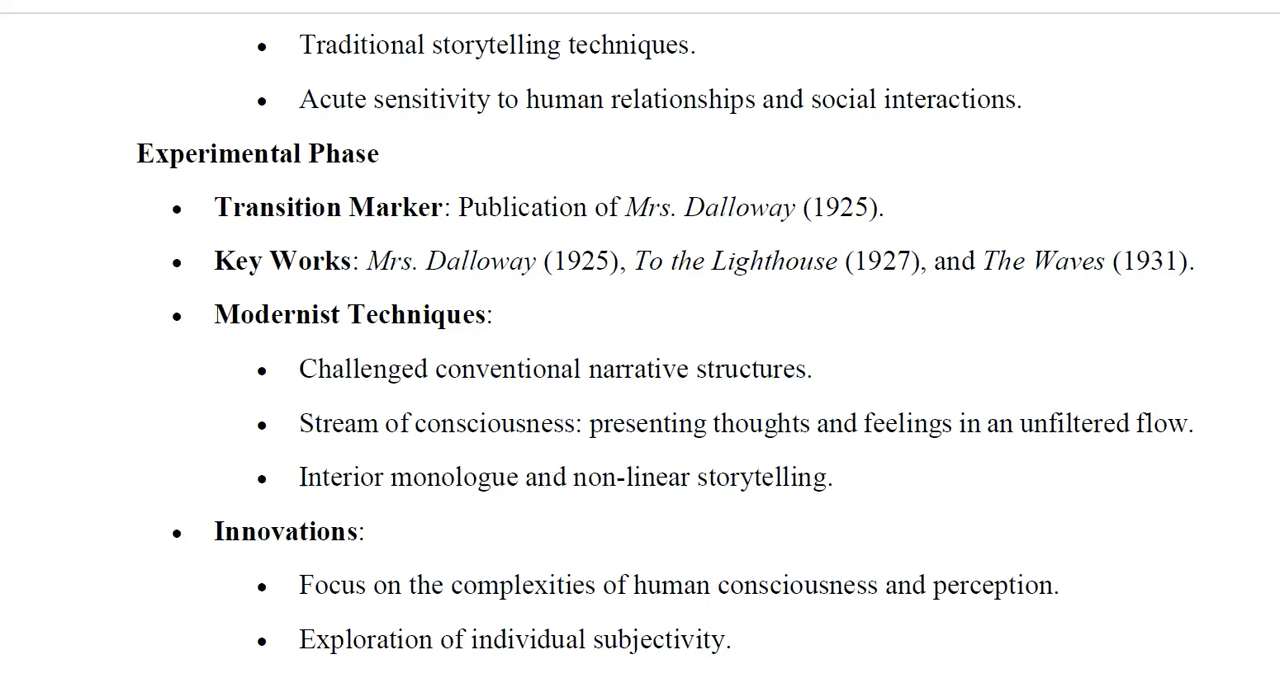 • Traditional storytelling techniques.
• Acute sensitivity to human relationships and social interactions.
Experimental Phase
• Transition Marker: Publication of Mrs. Dalloway (1925).
• Key Works: Mrs. Dalloway (1925), To the Lighthouse (1927), and The Waves (1931).
• Modernist Techniques:
• Challenged conventional narrative structures.
• Stream of consciousness: presenting thoughts and feelings in an unfiltered flow.
• Interior monologue and non-linear storytelling.
• Innovations:
• Focus on the complexities of human consciousness and perception.
• Exploration of individual subjectivity.